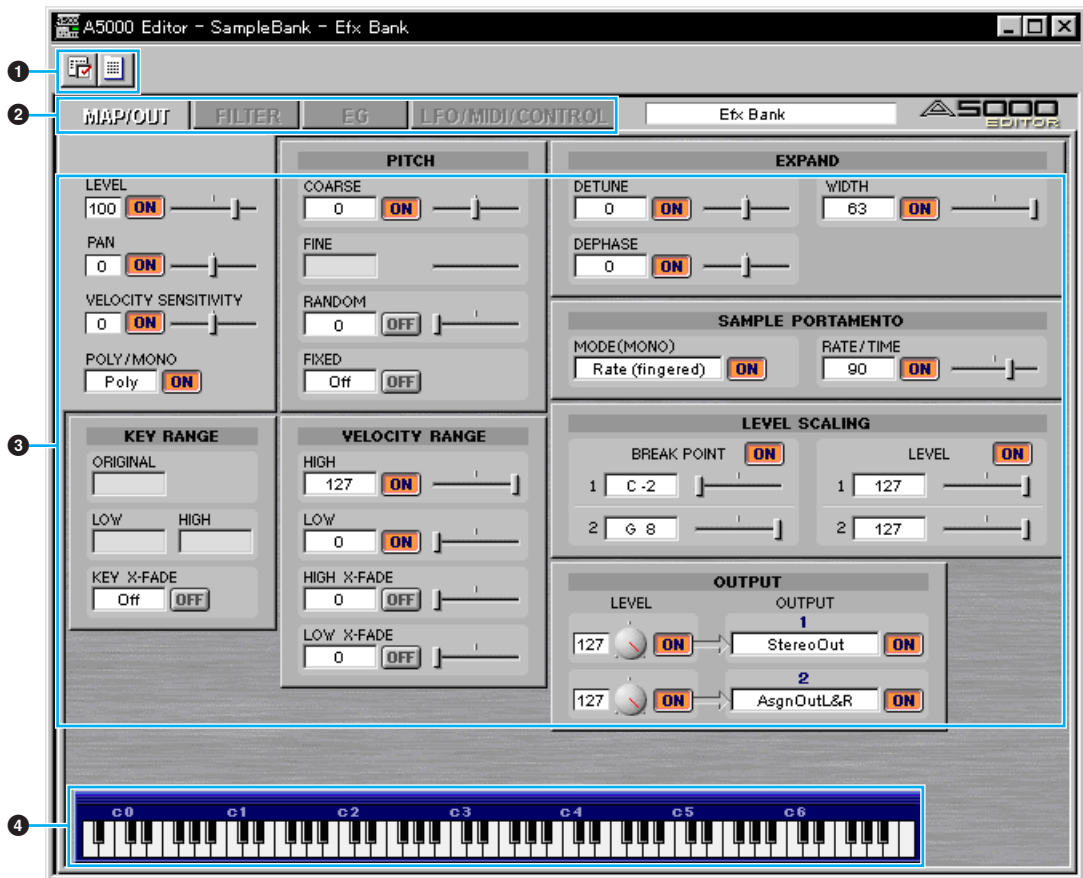 A5000 Editor - SampleBank - Efx Bank
1
2
MAP/OUT FILTER EG LFO/MIDI/CONTROL Efx Bank A5000 EDITOR
3
LEVEL
100 ON
PAN
0 ON
VELOCITY SENSITIVITY
0 ON
POLY/MONO
Poly ON
PITCH
COARSE
0 ON
FINE
RANDOM
0 OFF
FIXED
Off OFF
EXPAND
DETUNE WIDTH
0 ON 63 ON
DEPHASE
0 ON
SAMPLE PORTAMENTO
MODE(MONO) RATE/TIME
Rate (fingered) ON 90 ON
KEY RANGE
ORIGINAL
LOW HIGH
KEY X-FADE
Off OFF
VELOCITY RANGE
HIGH
127 ON
LOW
0 ON
HIGH X-FADE
0 OFF
LOW X-FADE
0 OFF
LEVEL SCALING
BREAK POINT ON LEVEL ON
1 C -2 1 127
2 G 8 2 127
OUTPUT
LEVEL OUTPUT
1
127 ON StereoOut ON
2
127 ON AsgnOutL&R ON
4
C0 C1 C2 C3 C4 C5 C6